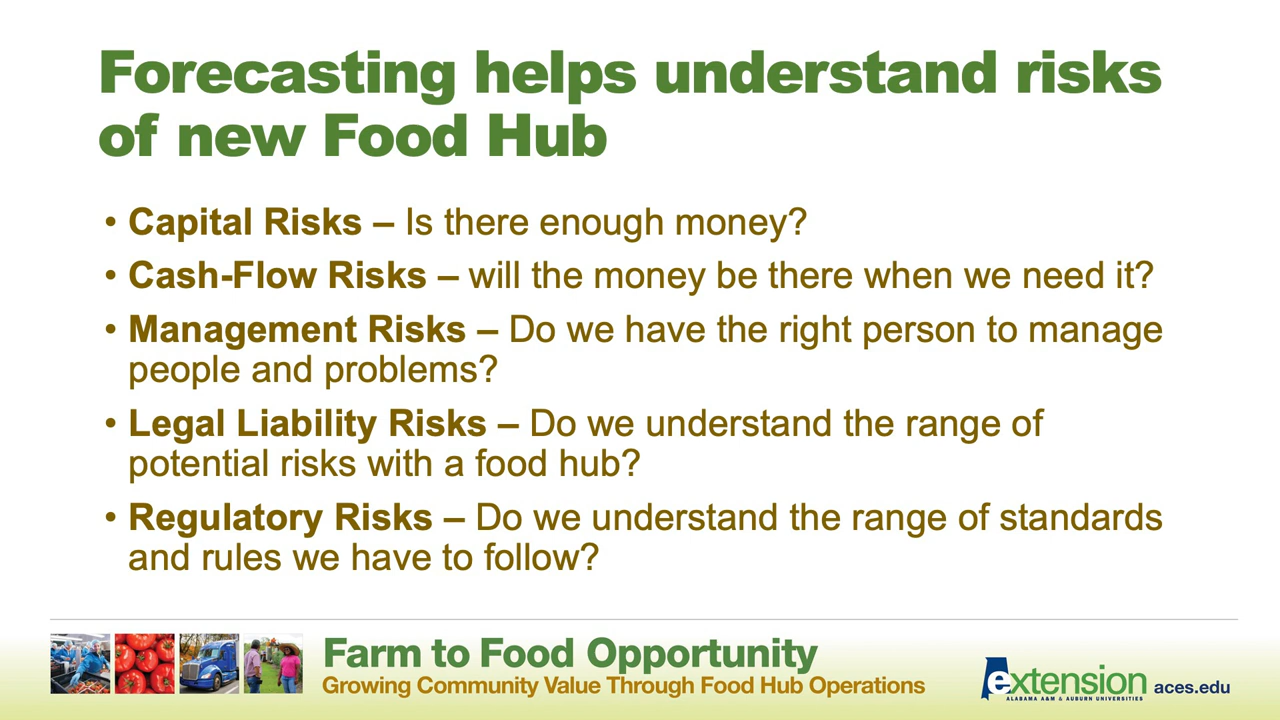 Forecasting helps understand risks
of new Food Hub
• Capital Risks – Is there enough money?
• Cash-Flow Risks – will the money be there when we need it?
• Management Risks – Do we have the right person to manage
people and problems?
• Legal Liability Risks – Do we understand the range of
potential risks with a food hub?
• Regulatory Risks – Do we understand the range of standards
and rules we have to follow?
Farm to Food Opportunity
Growing Community Value Through Food Hub Operations
extension
ALABAMA A&M & AUBURN UNIVERSITIES
aces.edu